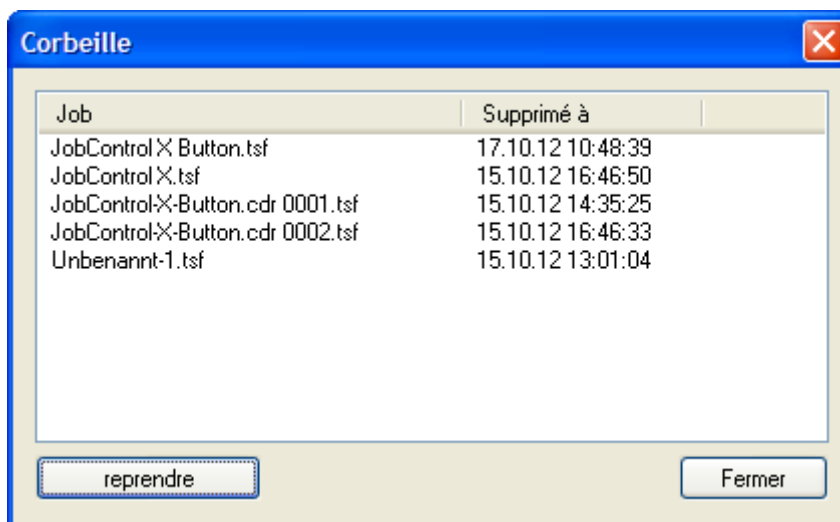 Corbeille
Job Supprimé à
JobControl X Button.tsf 17.10.12 10:48:39
JobControl X.tsf 15.10.12 16:46:50
JobControl-X-Button.cdr 0001.tsf 15.10.12 14:35:25
JobControl-X-Button.cdr 0002.tsf 15.10.12 16:46:33
Unbenannt-1.tsf 15.10.12 13:01:04
reprendre Fermer